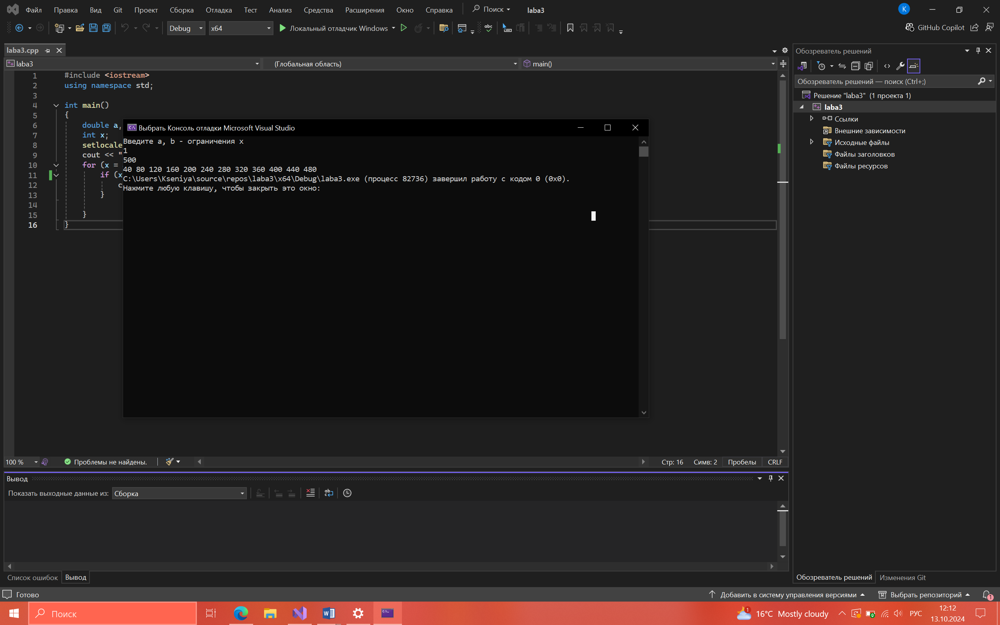 Файл Правка Вид Git Проект Сборка Отладка Тест Анализ Средства Расширения Окно Справка Поиск laba3 K
Debug x64 Локальный отладчик Windows GitHub Copilot
laba3.cpp
laba3 (Глобальная область) main()
1 #include <iostream>
2 using namespace std;
3
4 int main()
5 {
6 double a,
7 int x;
8 setlocale
9 cout << "
10 for (x =
11 if (x
12 c
13 }
14
15 }
16 }
Выбрать Консоль отладки Microsoft Visual Studio
Введите a, b - ограничения x
1
500
40 80 120 160 200 240 280 320 360 400 440 480
C:\Users\Kseniya\source\repos\laba3\x64\Debug\laba3.exe (процесс 82736) завершил работу с кодом 0 (0x0).
Нажмите любую клавишу, чтобы закрыть это окно:
100 % Проблемы не найдены. Стр: 16 Симв: 2 Пробелы CRLF
Вывод
Показать выходные данные из: Сборка
Список ошибок Вывод
Обозреватель решений
Обозреватель решений — поиск (Ctrl+;)
Решение "laba3" (1 проекта 1)
laba3
Ссылки
Внешние зависимости
Исходные файлы
Файлы заголовков
Файлы ресурсов
Обозреватель решений Изменения Git
Готово Добавить в систему управления версиями Выбрать репозиторий 1
Поиск 1 16°C Mostly cloudy РУС 12:12
13.10.2024